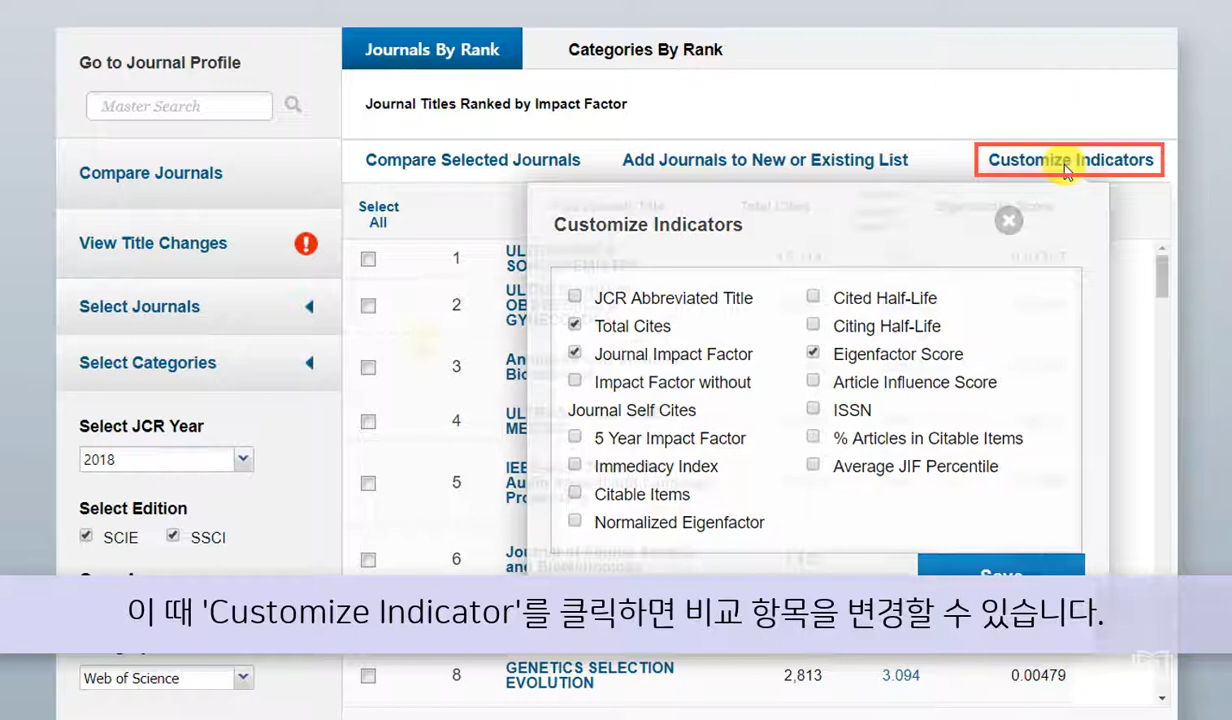 Go to Journal Profile
Master Search
Compare Journals
View Title Changes
Select Journals
Select Categories
Select JCR Year
2018
Select Edition
SCIE SSCI
Web of Science
Journals By Rank Categories By Rank
Journal Titles Ranked by Impact Factor
Compare Selected Journals Add Journals to New or Existing List Customize Indicators
Select
All
Customize Indicators
JCR Abbreviated Title
Total Cites
Journal Impact Factor
Impact Factor without
Journal Self Cites
5 Year Impact Factor
Immediacy Index
Citable Items
Normalized Eigenfactor
Cited Half-Life
Citing Half-Life
Eigenfactor Score
Article Influence Score
ISSN
% Articles in Citable Items
Average JIF Percentile
Save
1
2
3
4
5
6
이 때 'Customize Indicator'를 클릭하면 비교 항목을 변경할 수 있습니다.
8 GENETICS SELECTION 2,813 3.094 0.00479
EVOLUTION